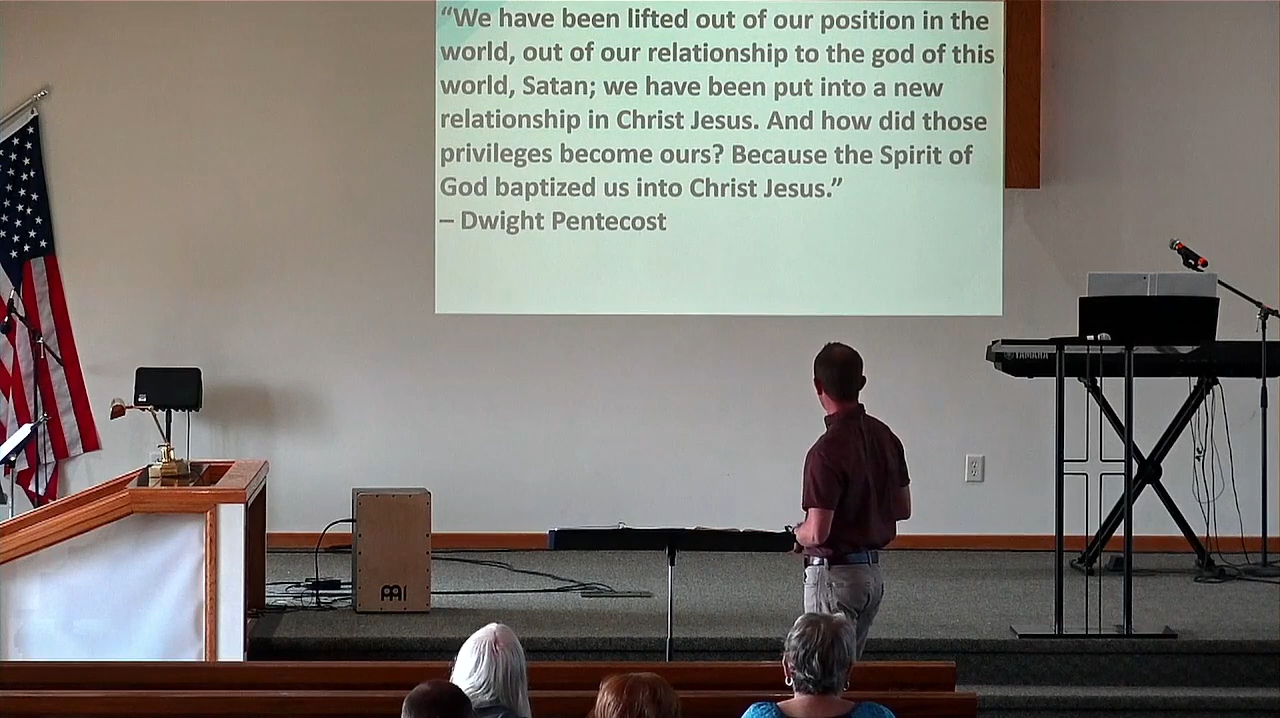 “We have been lifted out of our position in the
world, out of our relationship to the god of this
world, Satan; we have been put into a new
relationship in Christ Jesus. And how did those
privileges become ours? Because the Spirit of
God baptized us into Christ Jesus.”
– Dwight Pentecost
YAMAHA